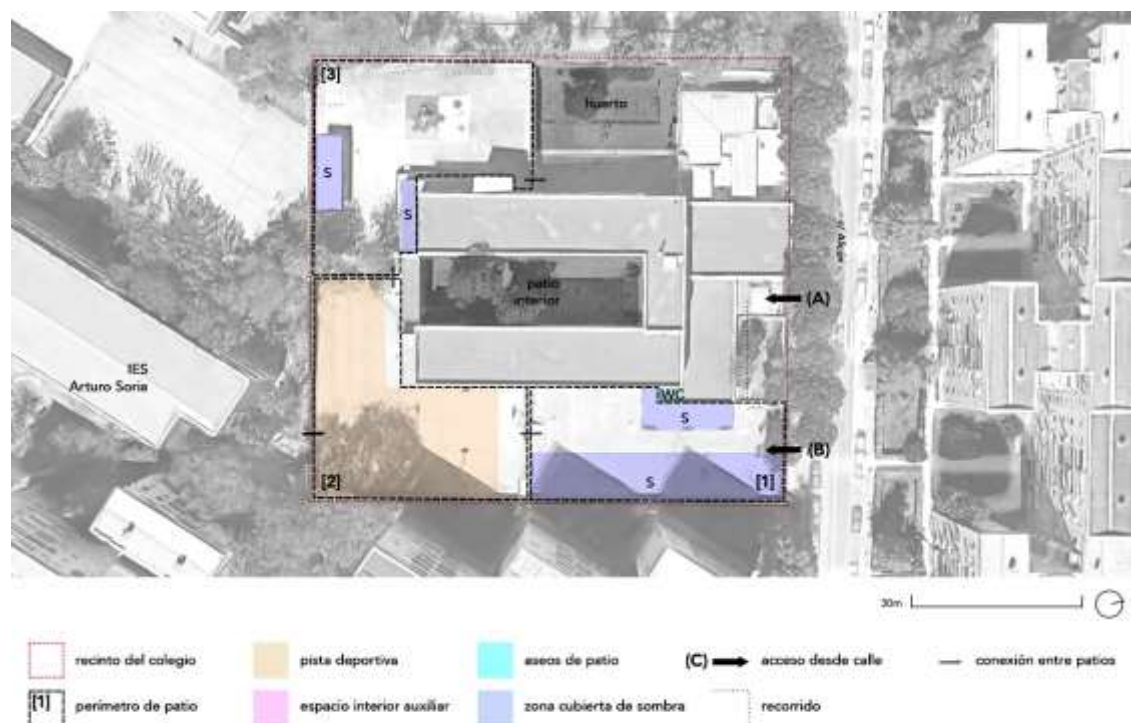 [3]
huerto
S
S
c/ Alcorisa
patio
interior
(A)
IES
Arturo Soria
WC
S
(B)
[2]
S
[1]
30m
recinto del colegio
pista deportiva
aseos de patio
(C)
acceso desde calle
conexión entre patios
[1]
perímetro de patio
espacio interior auxiliar
zona cubierta de sombra
recorrido